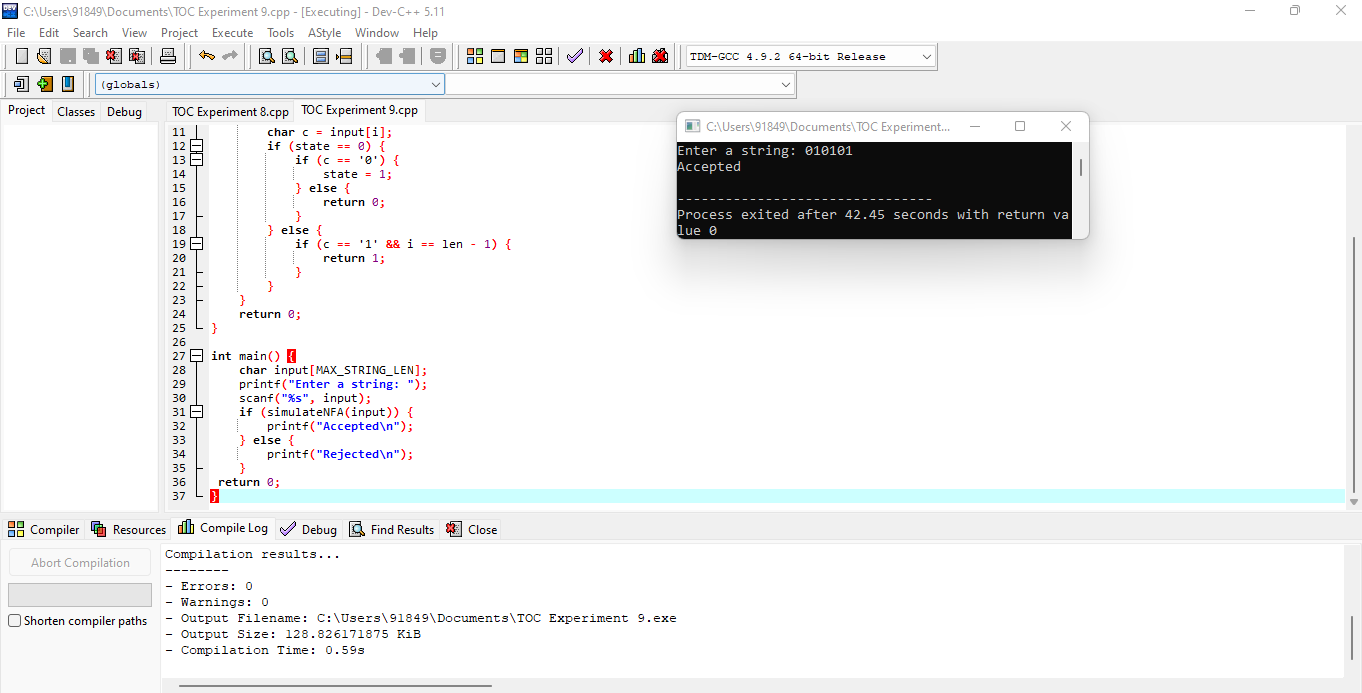 C:\Users\91849\Documents\TOC Experiment 9.cpp - [Executing] - Dev-C++ 5.11
File Edit Search View Project Execute Tools AStyle Window Help
TDM-GCC 4.9.2 64-bit Release
(globals)
Project Classes Debug
TOC Experiment 8.cpp TOC Experiment 9.cpp
11 char c = input[i];
12 if (state == 0) {
13 if (c == '0') {
14 state = 1;
15 } else {
16 return 0;
17 }
18 } else {
19 if (c == '1' && i == len - 1) {
20 return 1;
21 }
22 }
23 }
24 return 0;
25 }
26
27 int main() {
28 char input[MAX_STRING_LEN];
29 printf("Enter a string: ");
30 scanf("%s", input);
31 if (simulateNFA(input)) {
32 printf("Accepted\n");
33 } else {
34 printf("Rejected\n");
35 }
36 return 0;
37 }
C:\Users\91849\Documents\TOC Experiment...
Enter a string: 010101
Accepted
--------------------------------
Process exited after 42.45 seconds with return va
lue 0
Compiler Resources Compile Log Debug Find Results Close
Abort Compilation
Shorten compiler paths
Compilation results...
--------
- Errors: 0
- Warnings: 0
- Output Filename: C:\Users\91849\Documents\TOC Experiment 9.exe
- Output Size: 128.826171875 KiB
- Compilation Time: 0.59s